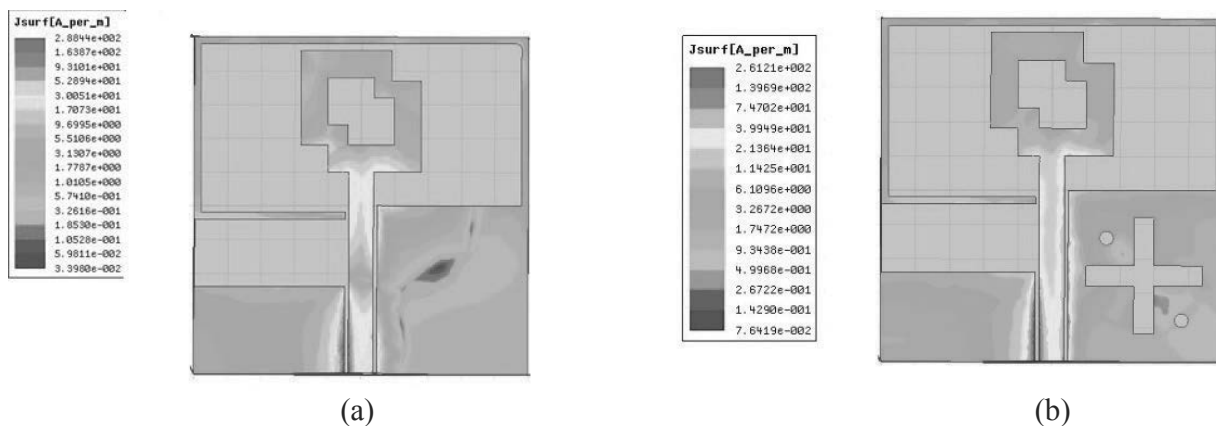 Jsurf[A_per_m]
2.8844e+002
1.6387e+002
9.3101e+001
5.2894e+001
3.0051e+001
1.7073e+001
9.6995e+000
5.5106e+000
3.1307e+000
1.7787e+000
1.0105e+000
5.7410e-001
3.2616e-001
1.8530e-001
1.0528e-001
5.9811e-002
3.3980e-002
Jsurf[A_per_m]
2.6121e+002
1.3969e+002
7.4702e+001
3.9949e+001
2.1364e+001
1.1425e+001
6.1096e+000
3.2672e+000
1.7472e+000
9.3438e-001
4.9968e-001
2.6722e-001
1.4290e-001
7.6419e-002
(a)
(b)